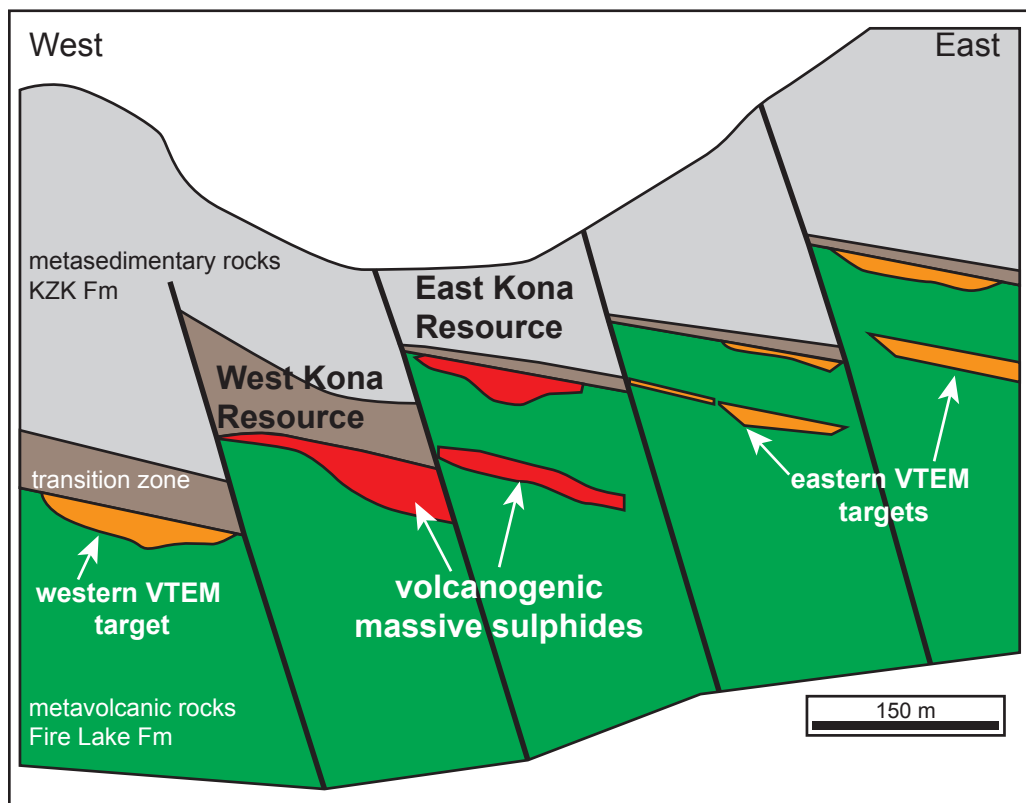 West
East
metasedimentary rocks
KZK Fm
East Kona
Resource
West Kona
Resource
transition zone
eastern VTEM
targets
western VTEM
target
volcanogenic
massive sulphides
metavolcanic rocks
Fire Lake Fm
150 m